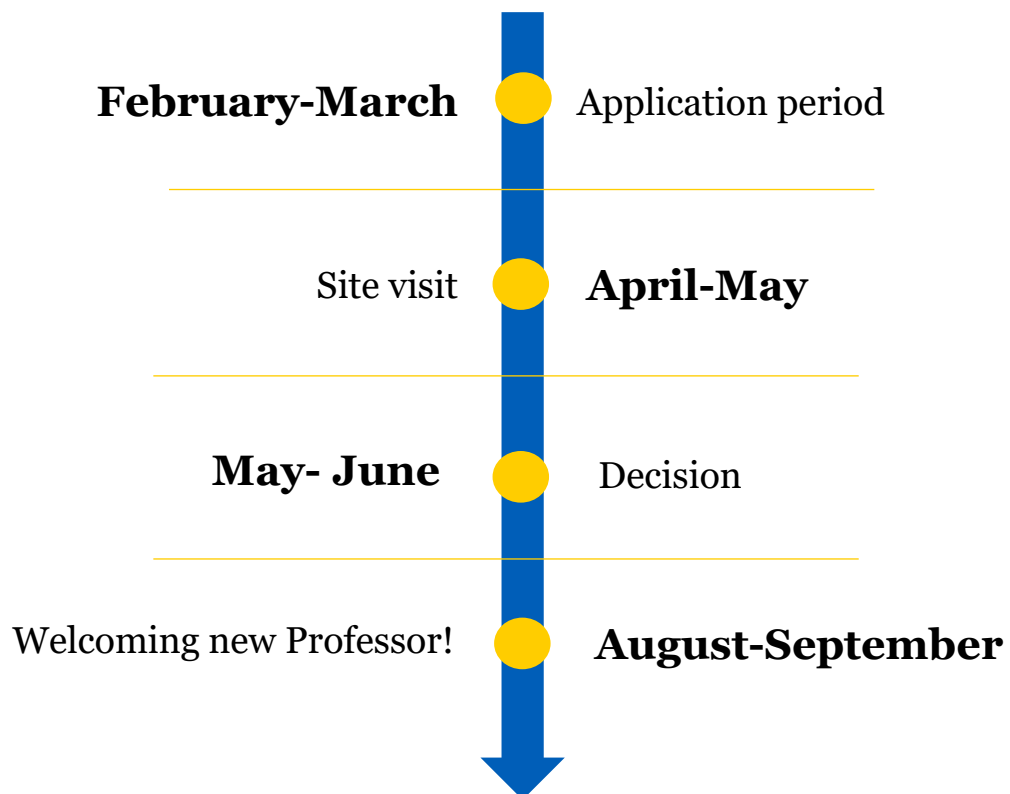 February-March
Application period
Site visit
April-May
May- June
Decision
Welcoming new Professor!
August-September